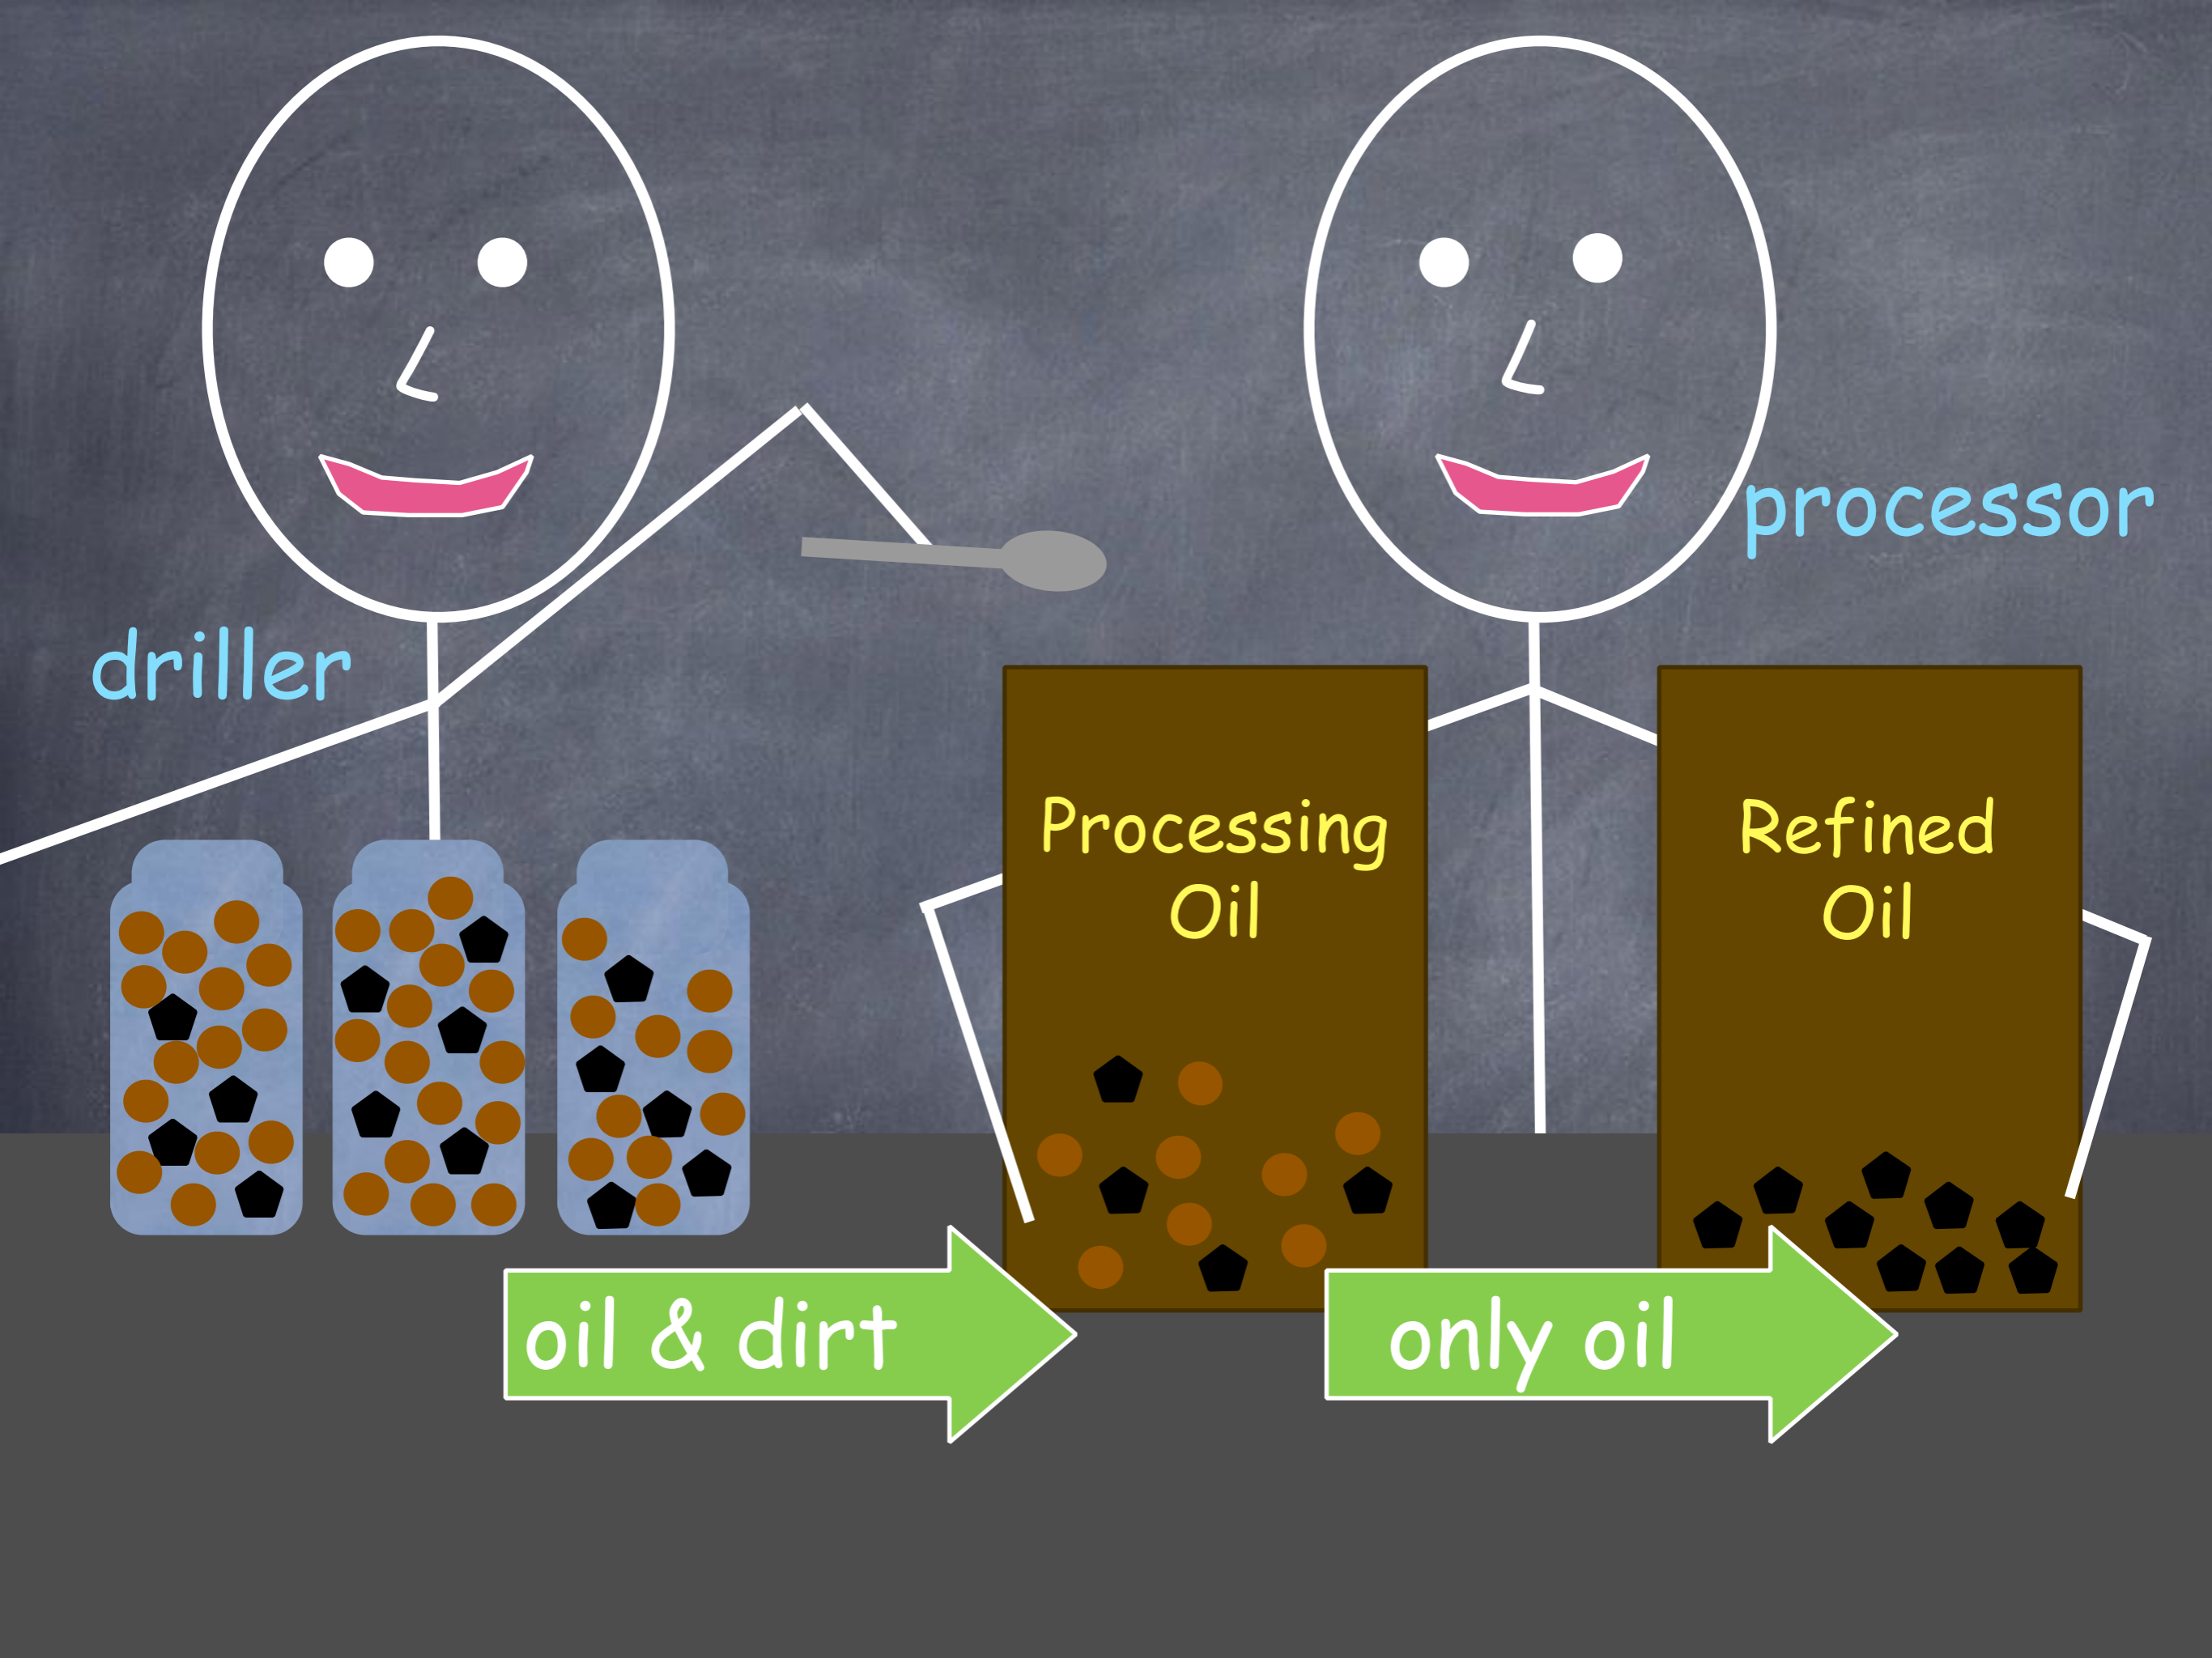 processor
driller
Processing
Oil
Refined
Oil
oil & dirt
only oil